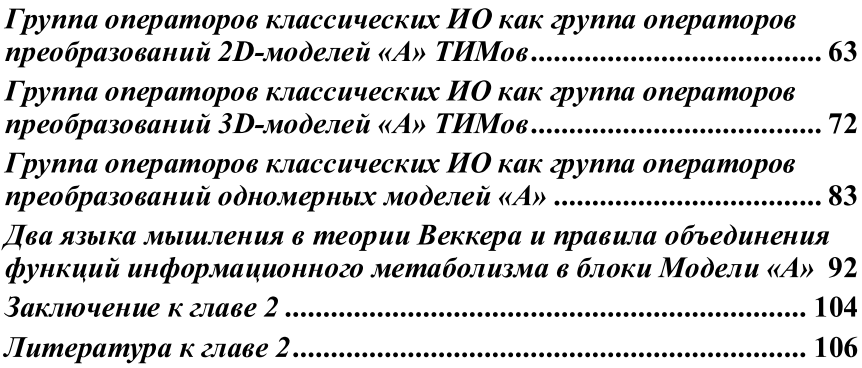 Группа операторов классических ИО как группа операторов
преобразований 2D-моделей «А» ТИМов..................................... 63
Группа операторов классических ИО как группа операторов
преобразований 3D-моделей «А» ТИМов..................................... 72
Группа операторов классических ИО как группа операторов
преобразований одномерных моделей «А» .................................. 83
Два языка мышления в теории Веккера и правила объединения
функций информационного метаболизма в блоки Модели «А» 92
Заключение к главе 2 .................................................................. 104
Литература к главе 2.................................................................. 106